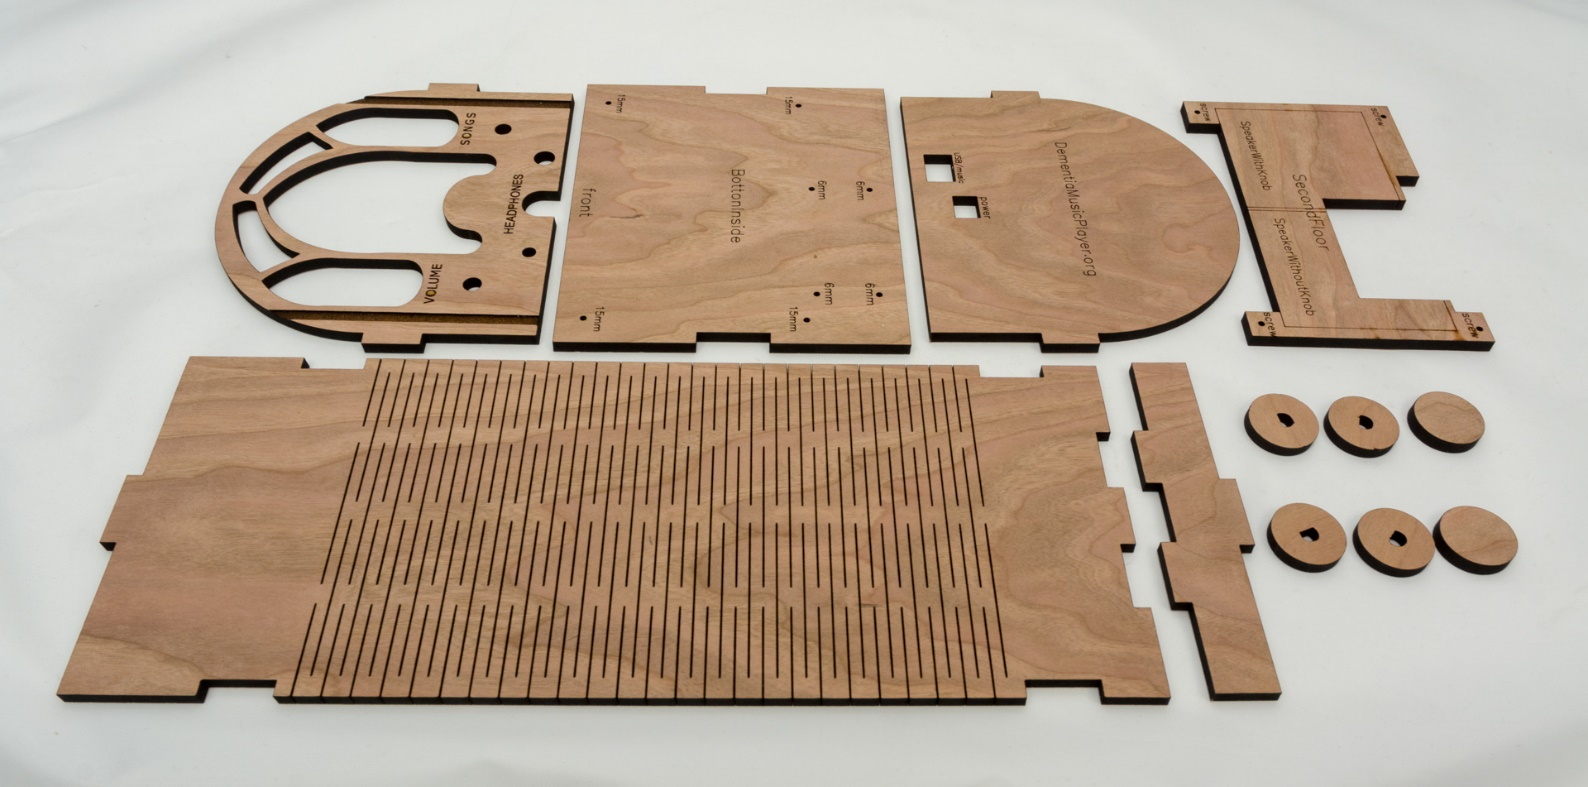 SONGS
HEADPHONES
VOLUME
15mm
15mm
front
BottonInside
6mm
6mm
6mm
6mm
15mm
15mm
USB/music
power
DementiaMusicPlayer.org
screw
screw
SpeakerWithKnob
SecondFloor
SpeakerWithoutKnob
screw
screw